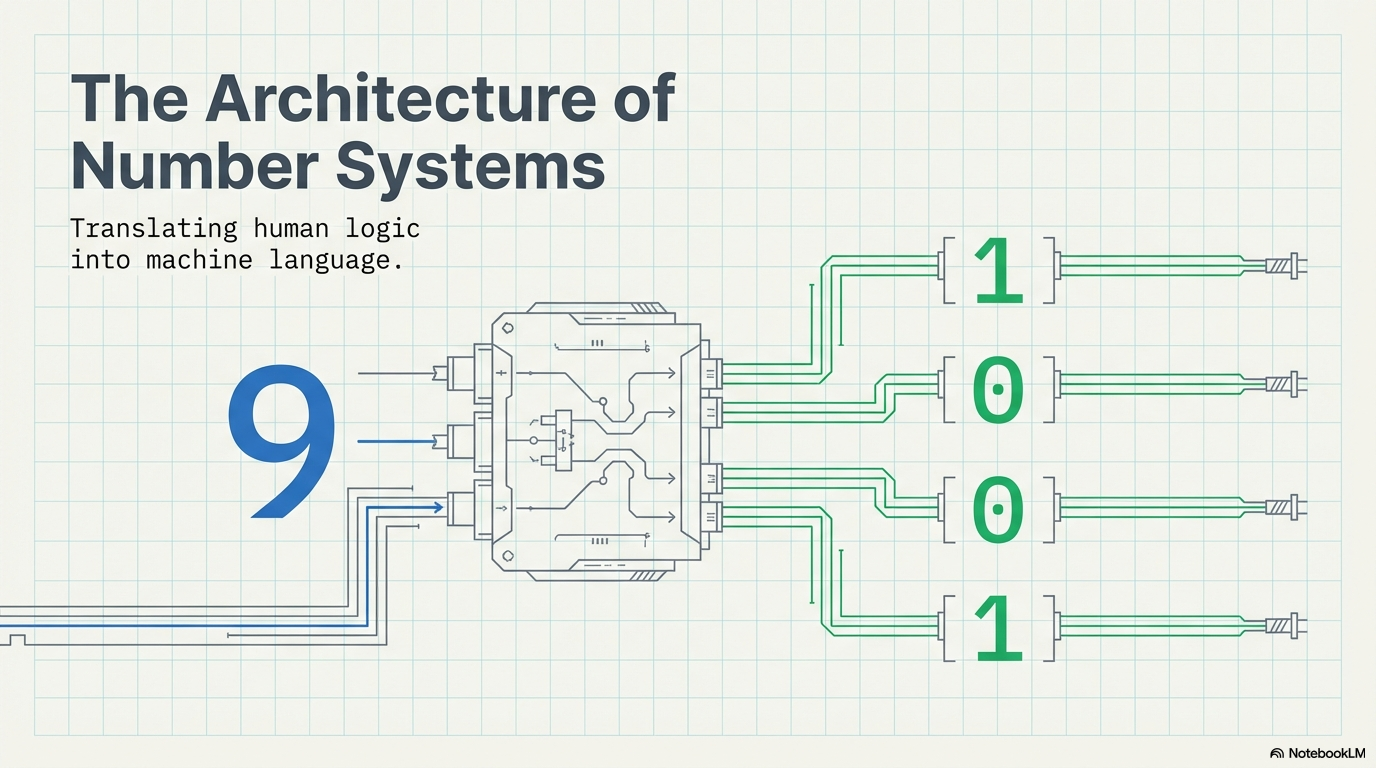 The Architecture of
Number Systems
Translating human logic
into machine language.
9
1
0
0
1
NotebookLM